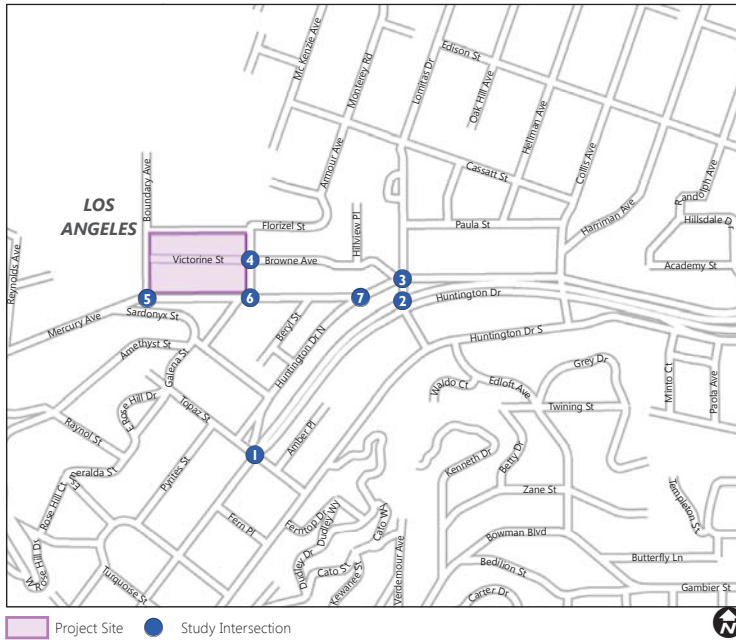 Mc Kenzie Ave
Monterey Rd
Lomitas Dr
Edison St
Oak Hill Ave
Hellman Ave
Collis Ave
Armour Ave
Cassatt St
Randolph Ave
Boundary Ave
LOS
ANGELES
Florizel St
Hillview Pl
Paula St
Harriman Ave
Hillsdale Dr
Reynolds Ave
Victorine St
4
Browne Ave
Academy St
3
5
6
7
2
Huntington Dr
Mercury Ave
Sardonyx St
Beryl St
Huntington Dr N
Huntington Dr S
Amethyst St
Galena St
Grey Dr
Minto Ct
Paola Ave
Waldo Ct
Edloft Ave
E Rose Hill Dr
Topaz St
Amber Pl
Twining St
Raynol St
1
Kenneth Dr
Betty Dr
Esmeralda St
Pyrites St
Rose Hill Ct
Zane St
Templeton St
Ferntop Dr
Dudley Wy
Cato Wy
Fern Pl
Verdemour Ave
Bowman Blvd
W Rose Hill Dr
Dudley Dr
Cato St
Kewanee St
Butterfly Ln
Bedilion St
Turquoise St
Carter Dr
Gambier St
Project Site
Study Intersection
N